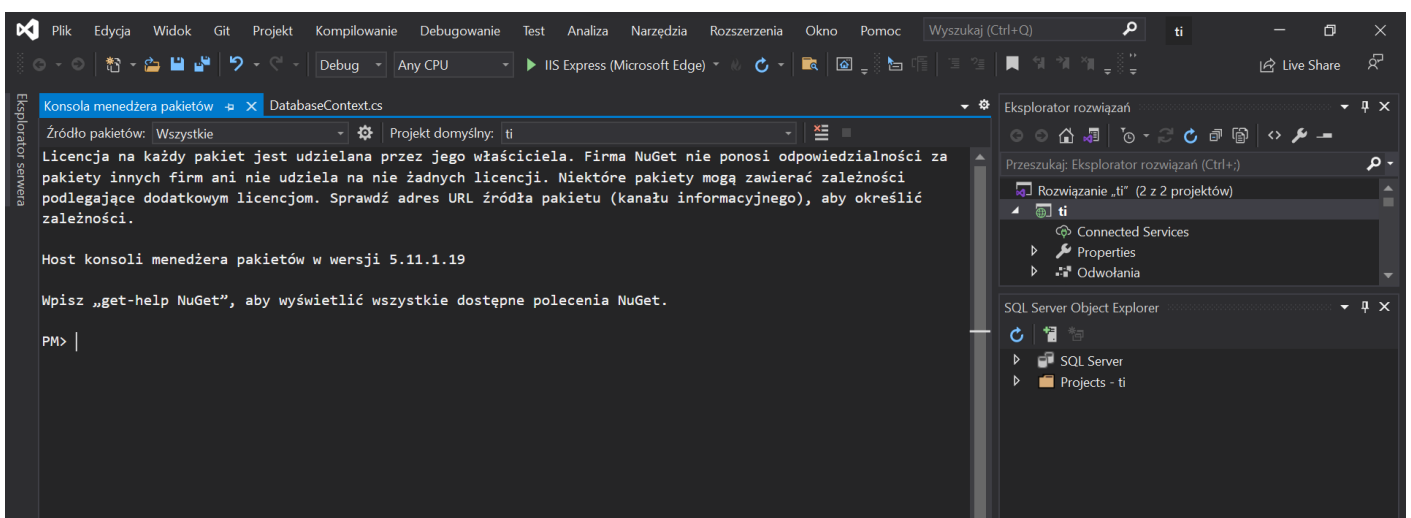 Plik Edycja Widok Git Projekt Kompilowanie Debugowanie Test Analiza Narzędzia Rozszerzenia Okno Pomoc Wyszukaj (Ctrl+Q) ti
Debug Any CPU IIS Express (Microsoft Edge) Live Share
Eksplorator serwera
Konsola menedżera pakietów DatabaseContext.cs
Źródło pakietów: Wszystkie Projekt domyślny: ti
Licencja na każdy pakiet jest udzielana przez jego właściciela. Firma NuGet nie ponosi odpowiedzialności za
pakiety innych firm ani nie udziela na nie żadnych licencji. Niektóre pakiety mogą zawierać zależności
podlegające dodatkowym licencjom. Sprawdź adres URL źródła pakietu (kanału informacyjnego), aby określić
zależności.
Host konsoli menedżera pakietów w wersji 5.11.1.19
Wpisz „get-help NuGet”, aby wyświetlić wszystkie dostępne polecenia NuGet.
PM>
Eksplorator rozwiązań
Przeszukaj: Eksplorator rozwiązań (Ctrl+;)
Rozwiązanie „ti” (2 z 2 projektów)
ti
Connected Services
Properties
Odwołania
SQL Server Object Explorer
SQL Server
Projects - ti